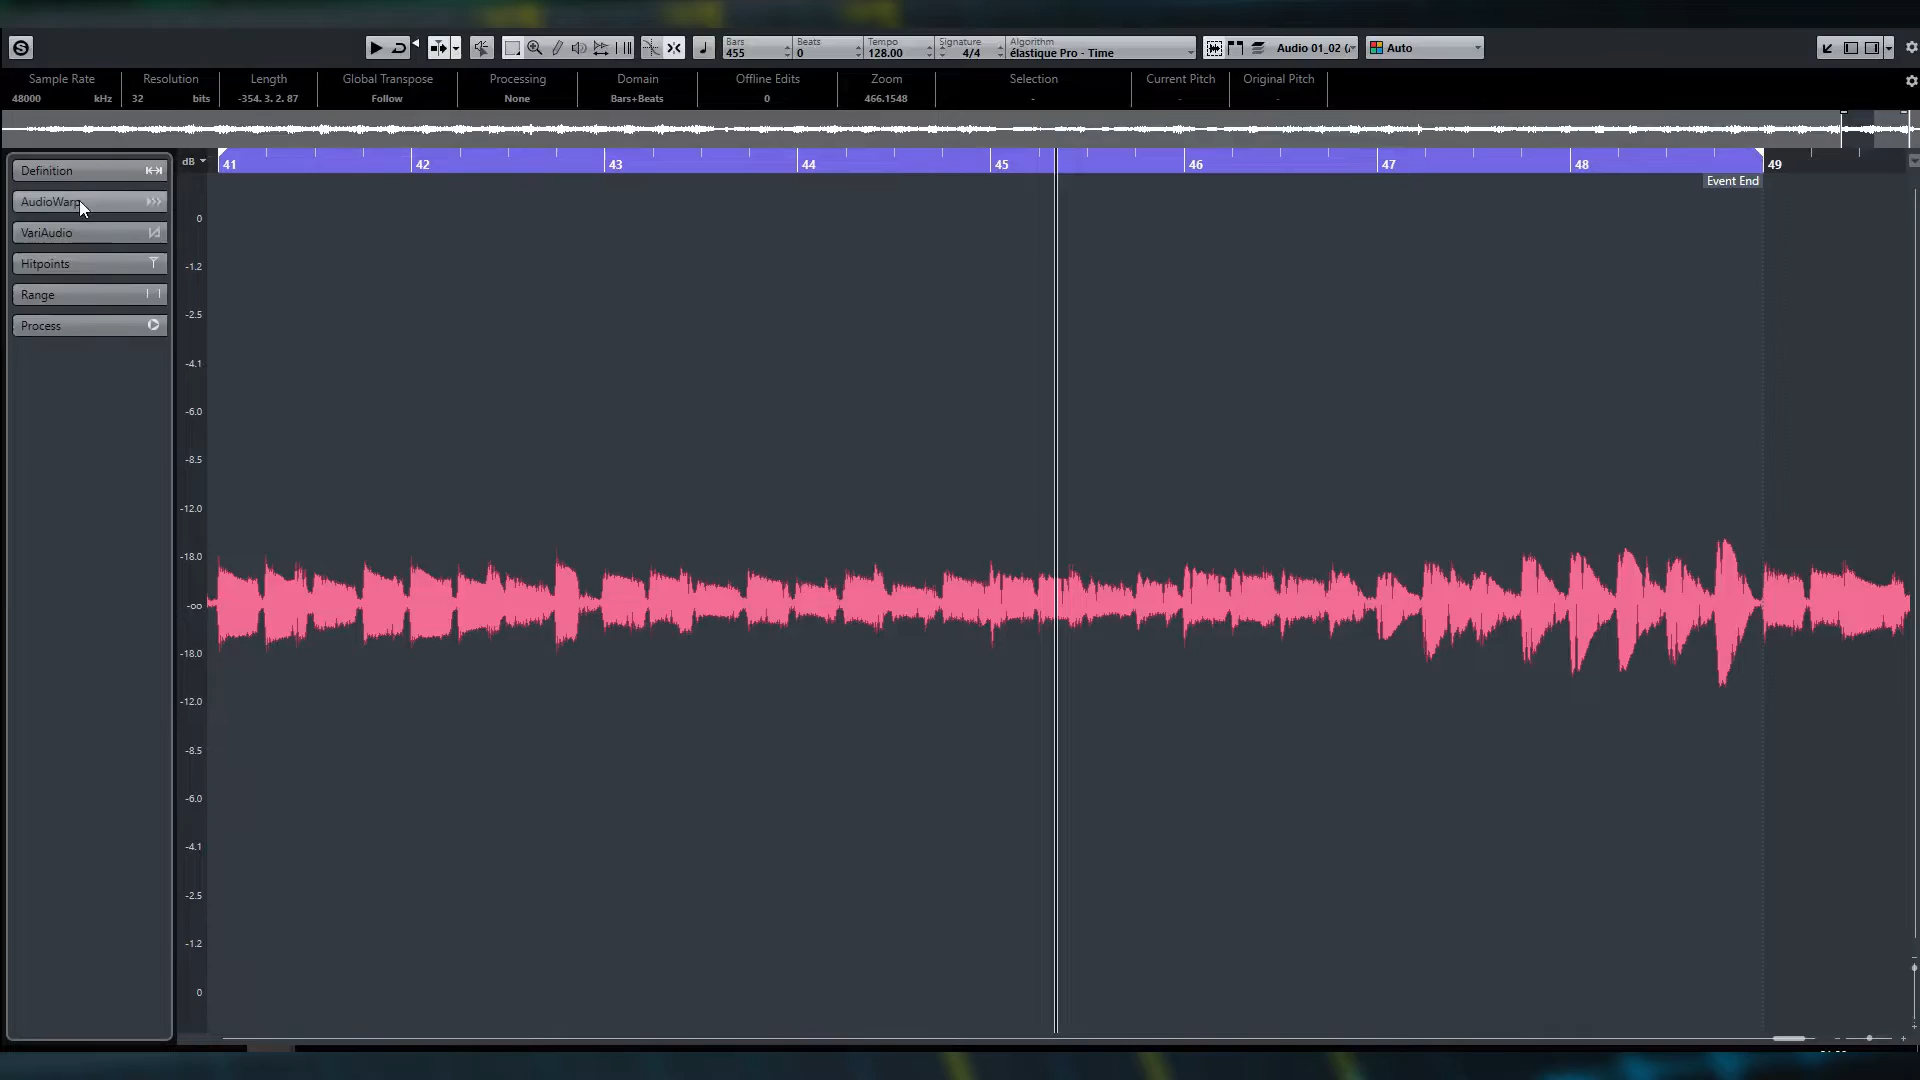 Bars Beats Tempo Signature Algorithm
455 0 128.00 4/4 élastique Pro - Time Audio 01_02 (/ Auto
Sample Rate Resolution Length Global Transpose Processing Domain Offline Edits Zoom Selection Current Pitch Original Pitch
48000 kHz 32 bits -354. 3. 2. 87 Follow None Bars+Beats 0 466.1548 - - -
dB 41 42 43 44 45 46 47 48 49
Event End
Definition
AudioWarp
VariAudio
Hitpoints
Range
Process
0
-1.2
-2.5
-4.1
-6.0
-8.5
-12.0
-18.0
-oo
-18.0
-12.0
-8.5
-6.0
-4.1
-2.5
-1.2
0